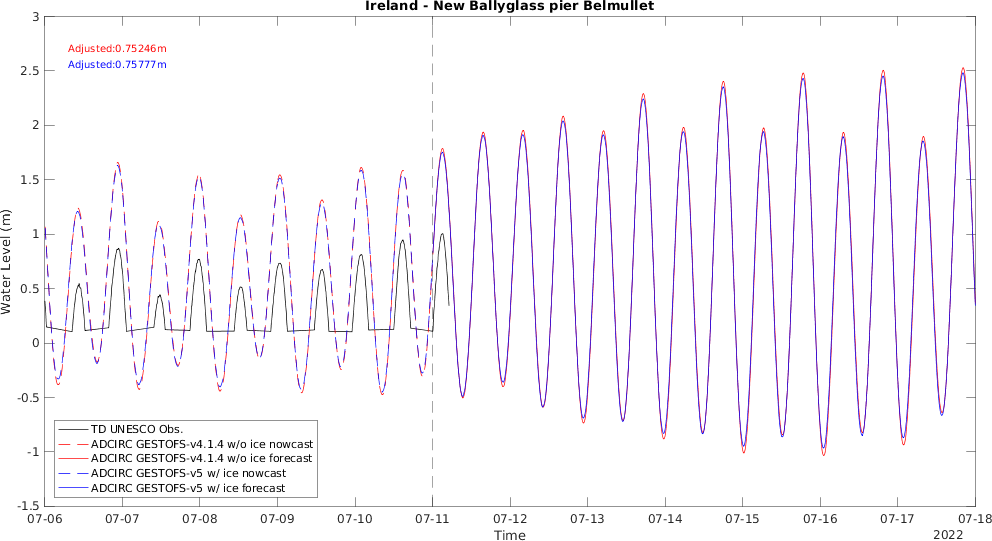 Ireland - New Ballyglass pier Belmullet
Adjusted:0.75246m
Adjusted:0.75777m
Water Level (m)
3
2.5
2
1.5
1
0.5
0
-0.5
-1
-1.5
TD UNESCO Obs.
ADCIRC GESTOFS-v4.1.4 w/o ice nowcast
ADCIRC GESTOFS-v4.1.4 w/o ice forecast
ADCIRC GESTOFS-v5 w/ ice nowcast
ADCIRC GESTOFS-v5 w/ ice forecast
07-06 07-07 07-08 07-09 07-10 07-11 07-12 07-13 07-14 07-15 07-16 07-17 07-18
Time
2022